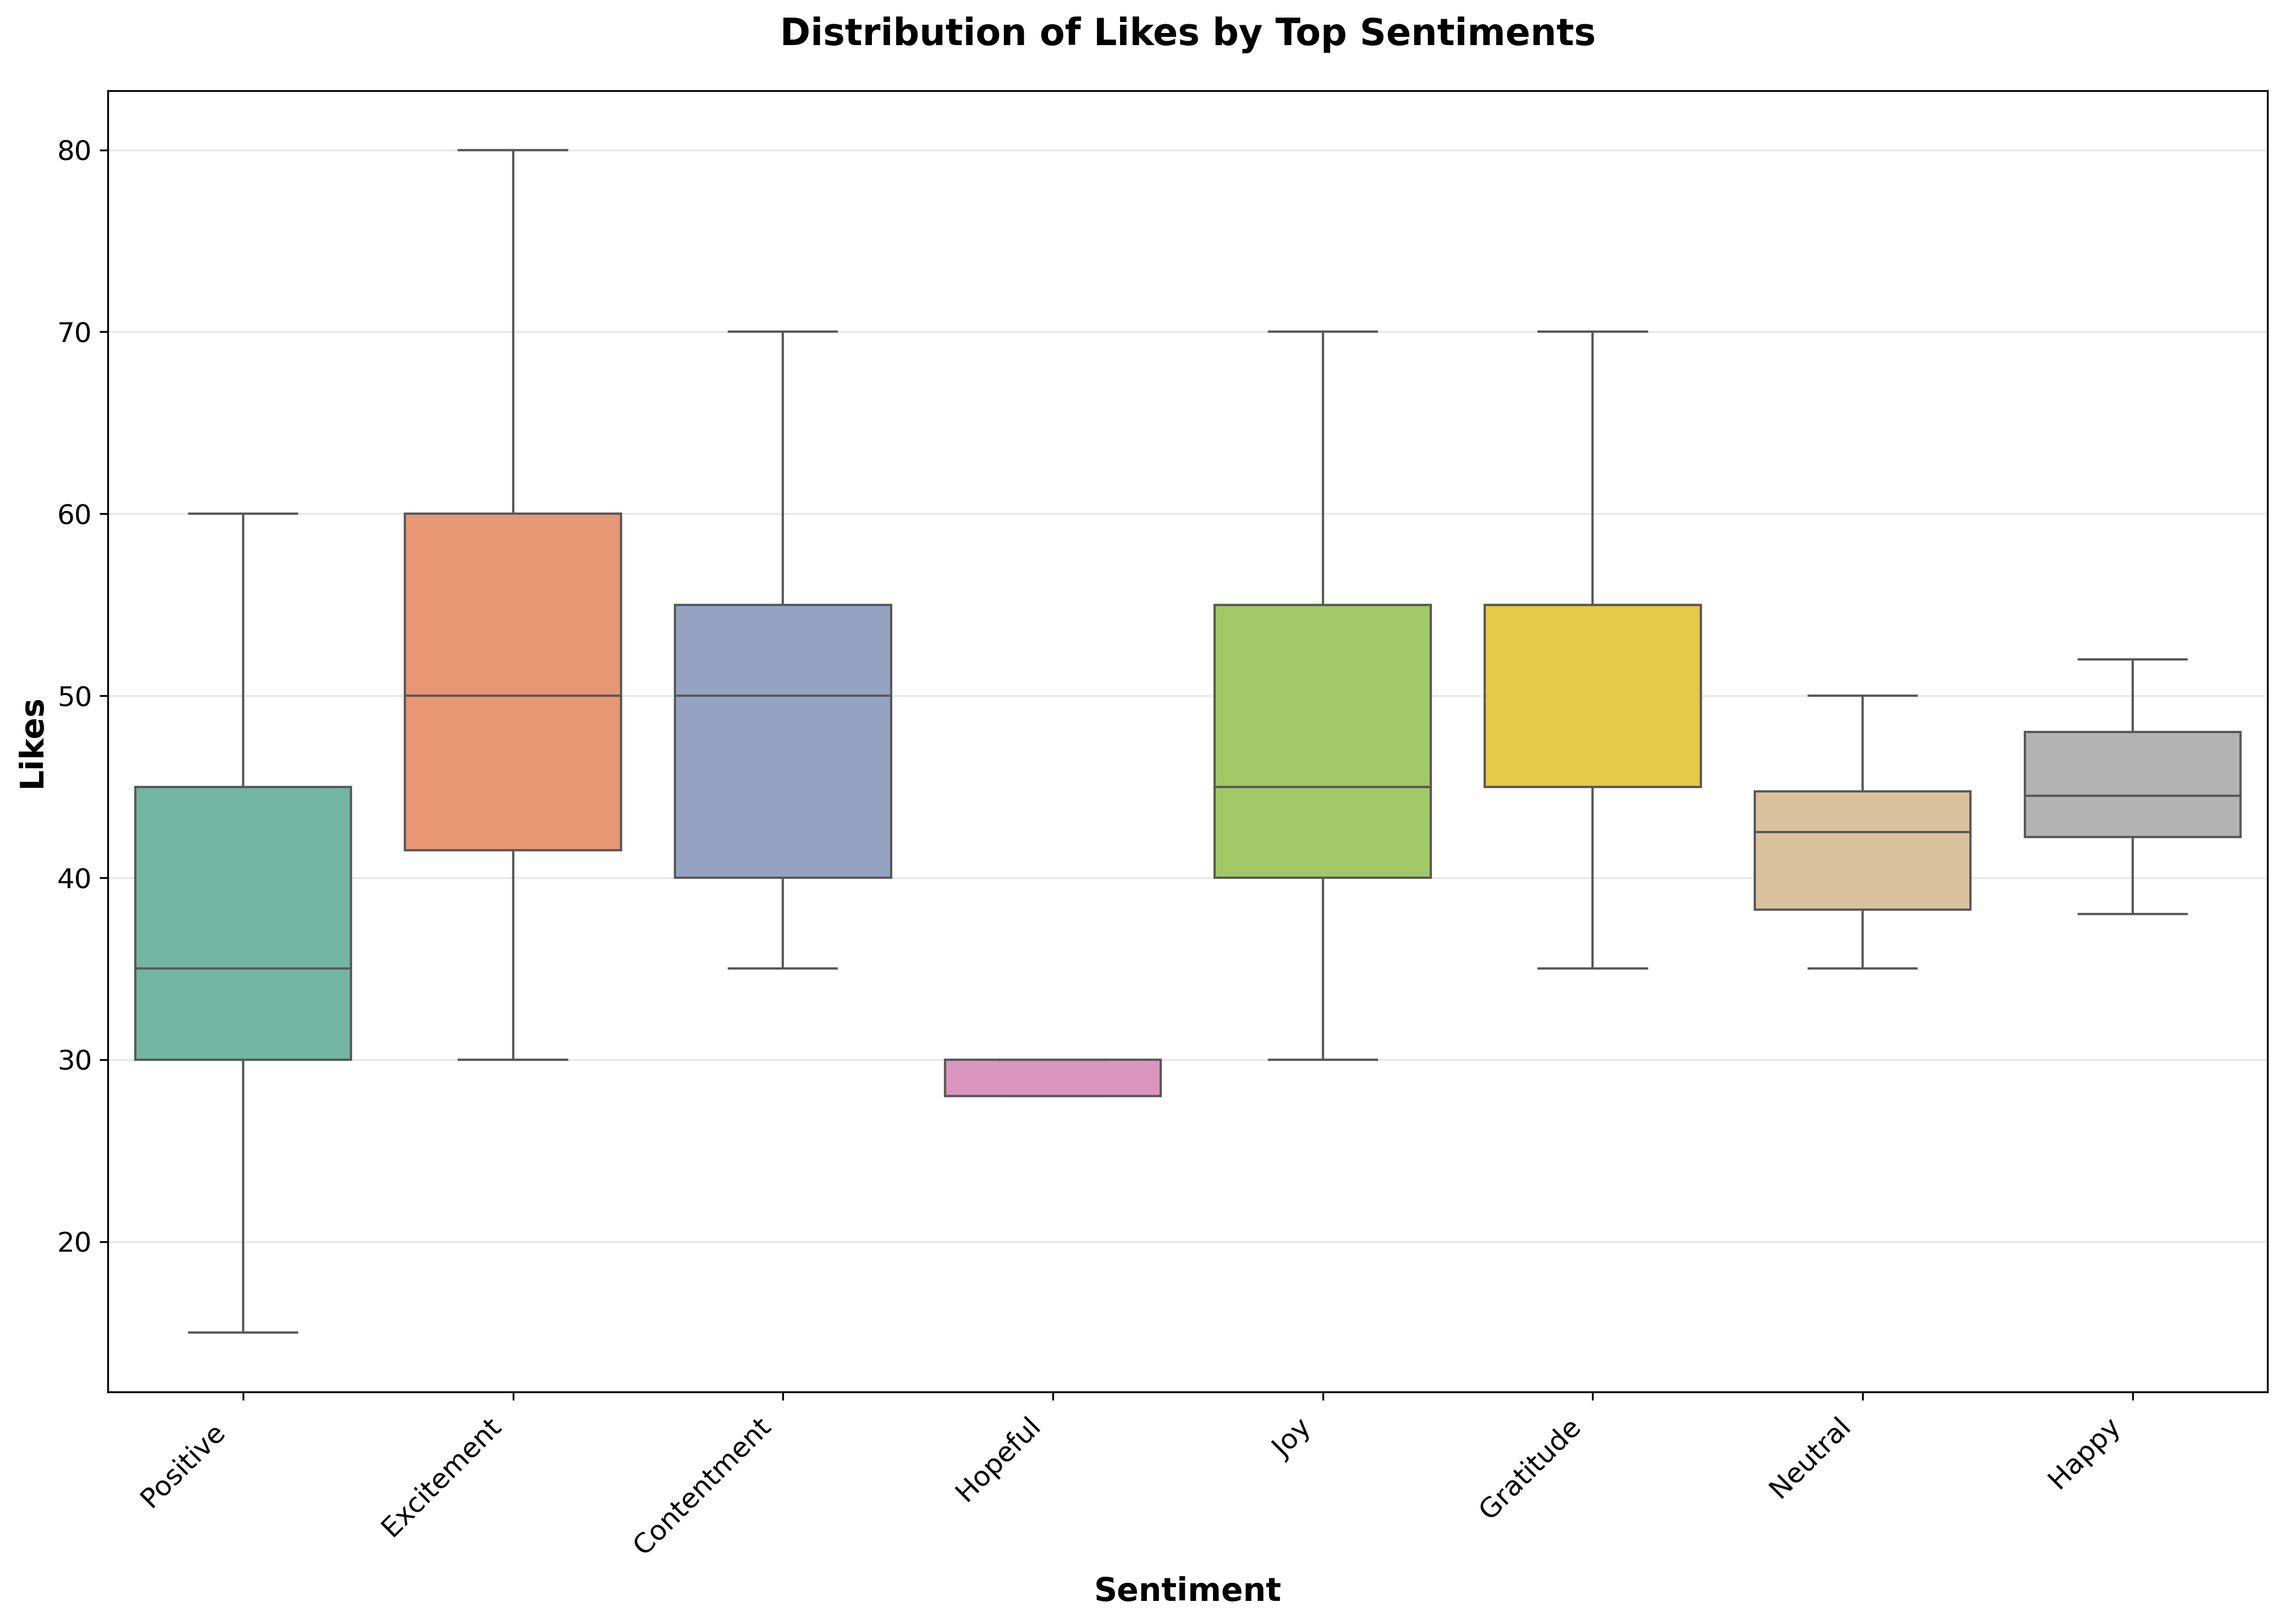 Distribution of Likes by Top Sentiments
Likes
80
70
60
50
40
30
20
Positive
Excitement
Contentment
Hopeful
Joy
Gratitude
Neutral
Happy
Sentiment